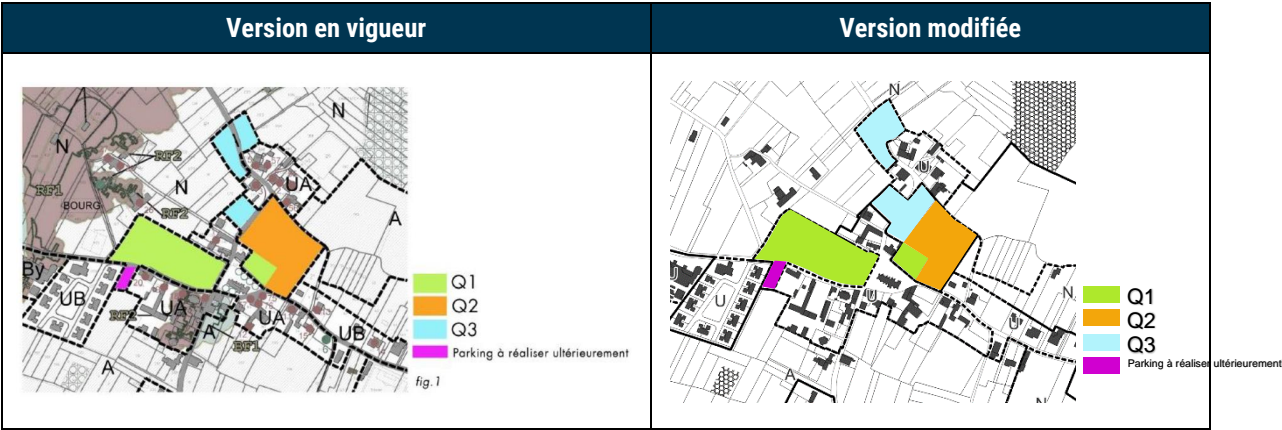 Version en vigueur
Version modifiée
N
N
RF2
N
RF1
BOURG
RF2
UA
A
By
UB
UA
RF2
A
UA
RF1
UB
A
Q1
Q2
Q3
Parking à réaliser ultérieurement
fig.1
N
U
U
U
U
U
N
A
N
Q1
Q2
Q3
Parking à réaliser ultérieurement